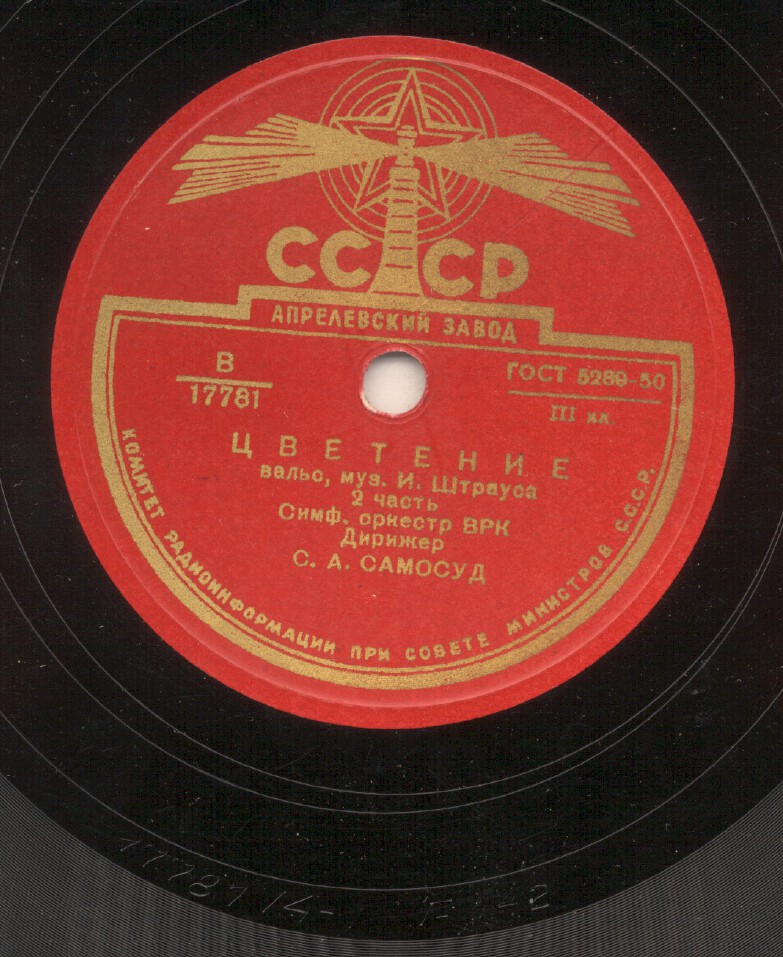 СССР
АПРЕЛЕВСКИЙ ЗАВОД
В
17781
ГОСТ 5289-50
III кл.
ЦВЕТЕНИЕ
вальс, муз. И. Штрауса
2 часть
Симф. оркестр ВРК
Дирижер
С. А. САМОСУД
КОМИТЕТ РАДИОИНФОРМАЦИИ ПРИ СОВЕТЕ МИНИСТРОВ С.С.С.Р.